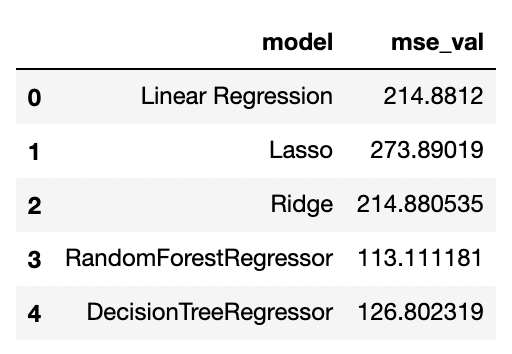 model mse_val
0 Linear Regression 214.8812
1 Lasso 273.89019
2 Ridge 214.880535
3 RandomForestRegressor 113.111181
4 DecisionTreeRegressor 126.802319